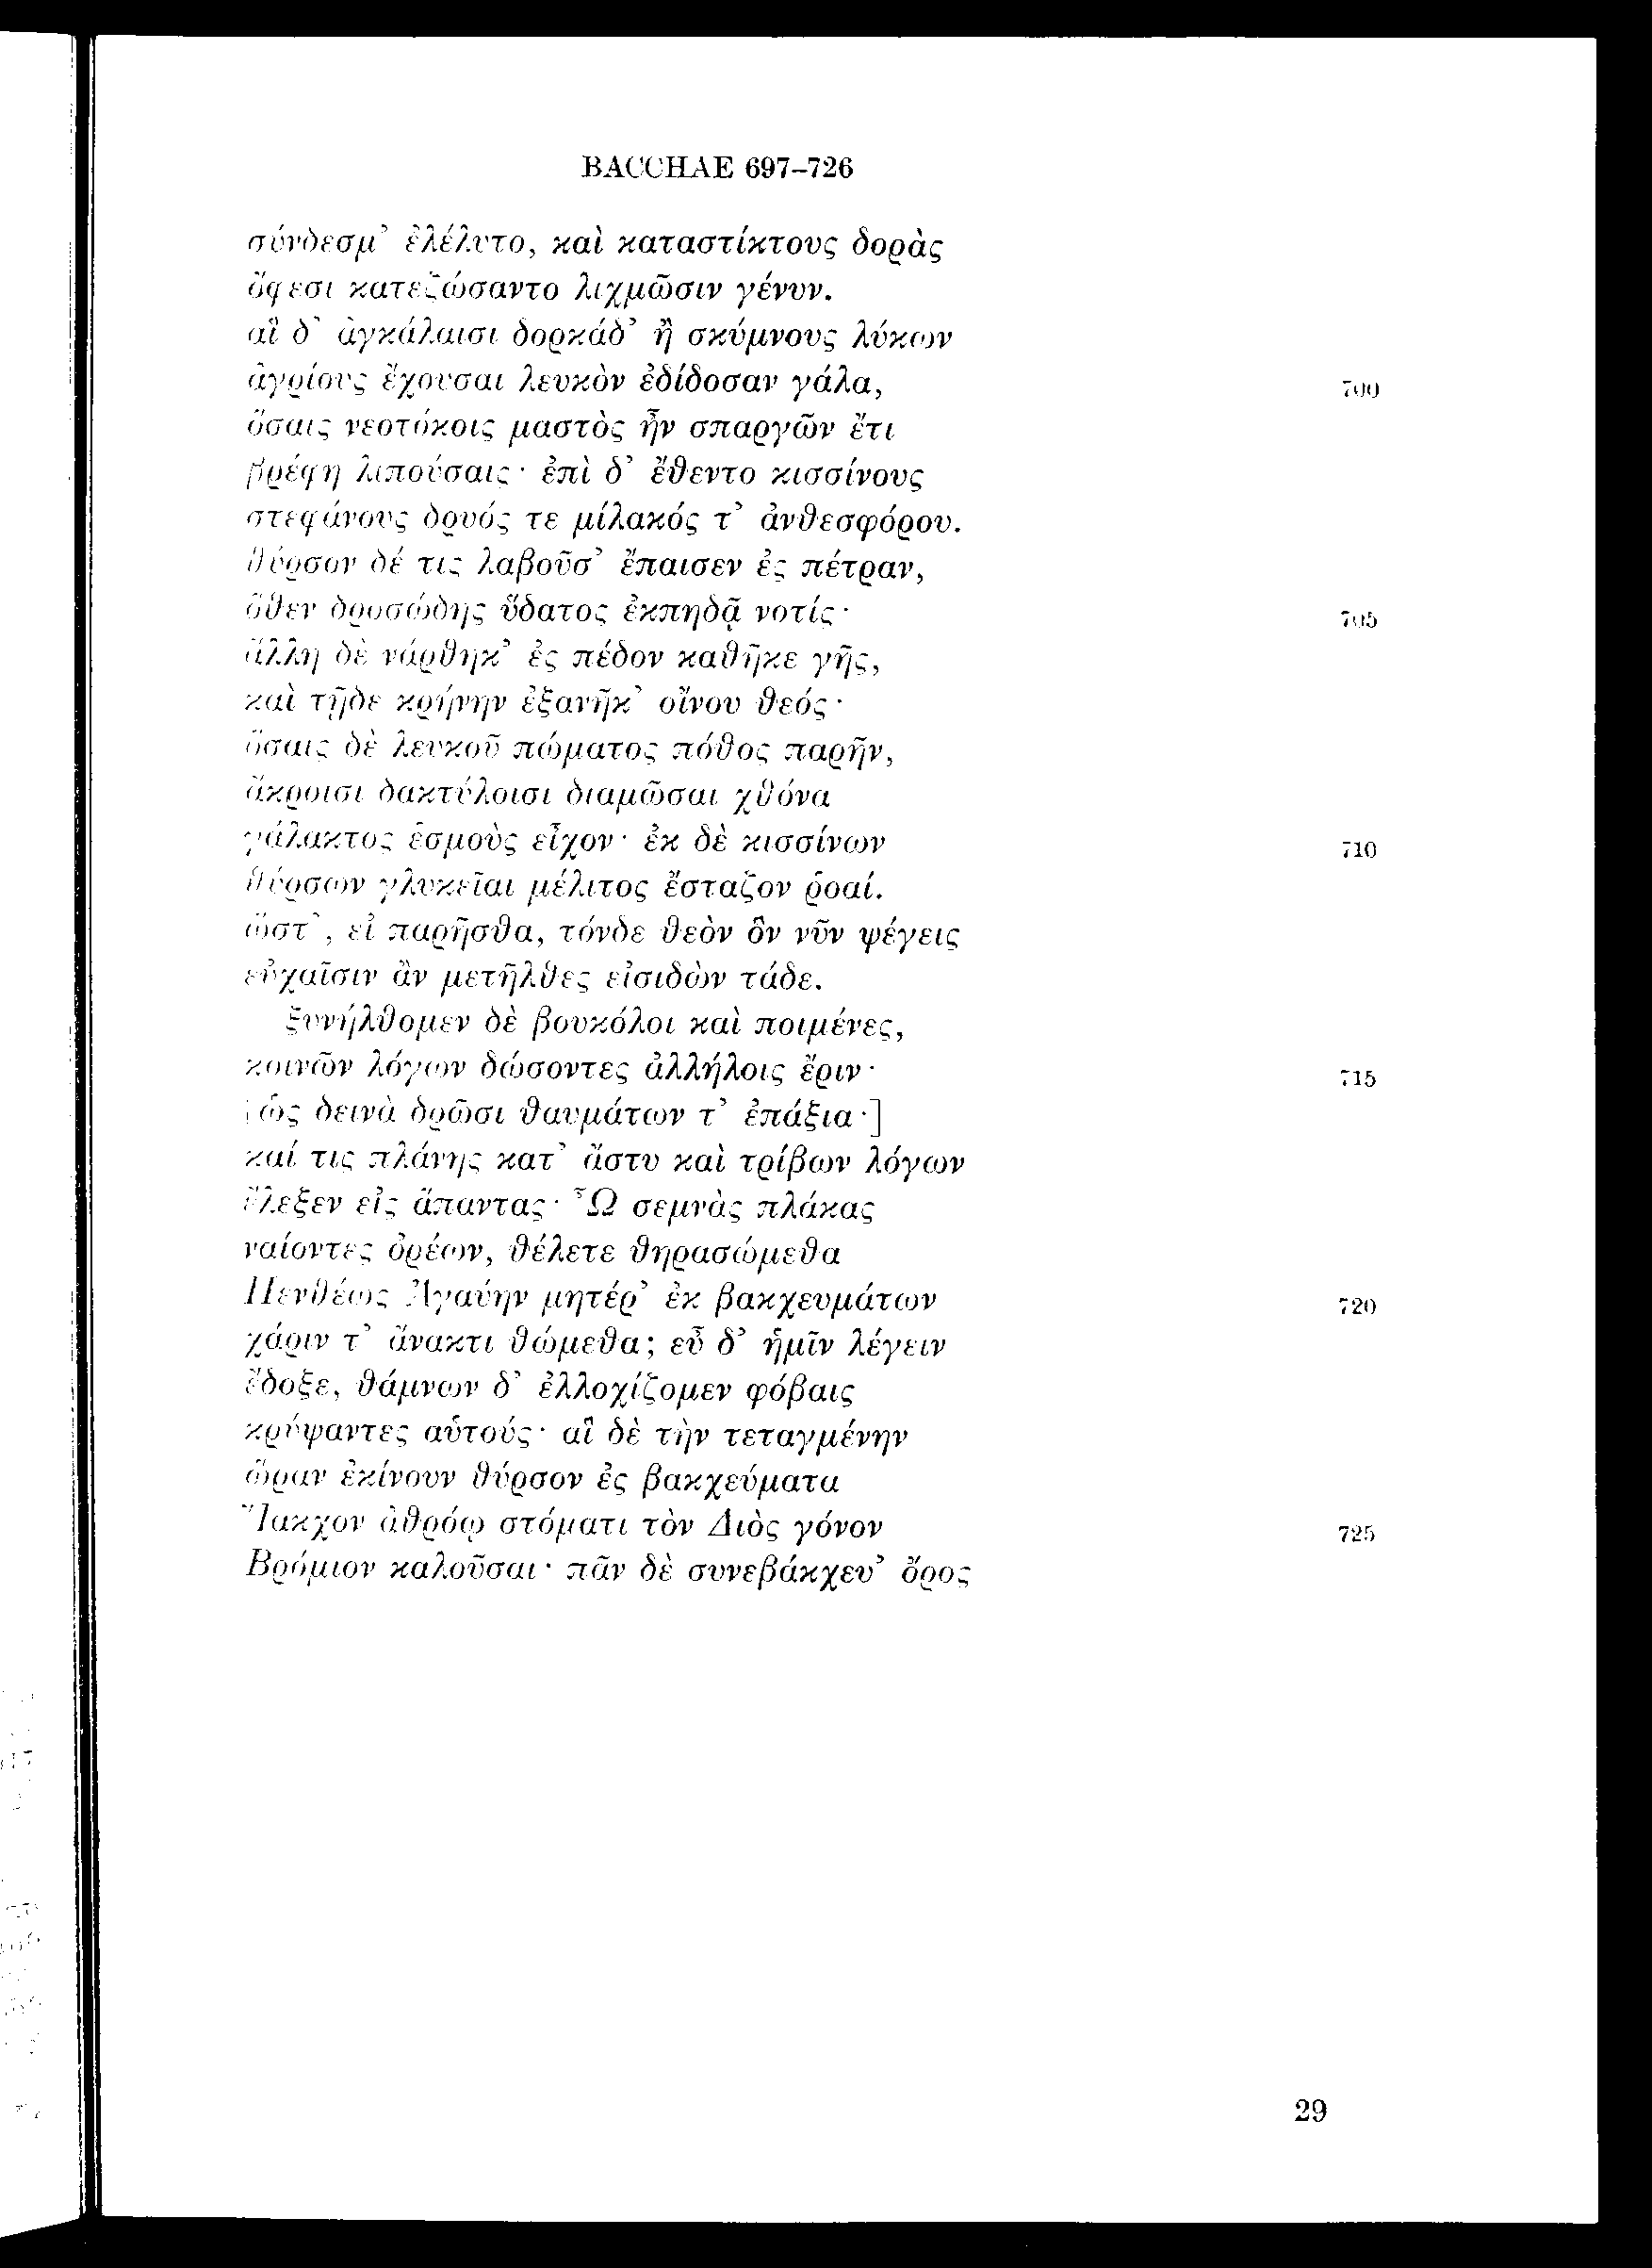 BACCHAE 697–726
σύνδεσμ’ ἐλέλυτο, καὶ καταστίκτους δορὰς
ὄφεσι κατεζώσαντο λιχμῶσιν γένυν.
αἳ δ’ ἀγκάλαισι δορκάδ’ ἢ σκύμνους λύκων
ἀγρίους ἔχουσαι λευκὸν ἐδίδοσαν γάλα,
700
ὅσαις νεοτόκοις μαστὸς ἦν σπαργῶν ἔτι
βρέφη λιπούσαις· ἐπὶ δ’ ἔθεντο κισσίνους
στεφάνους δρυός τε μίλακός τ’ ἀνθεσφόρου.
θύρσον δέ τις λαβοῦσ’ ἔπαισεν ἐς πέτραν,
ὅθεν δροσώδης ὕδατος ἐκπηδᾷ νοτίς·
705
ἄλλη δὲ νάρθηκ’ ἐς πέδον καθῆκε γῆς,
καὶ τῇδε κρήνην ἐξανῆκ’ οἴνου θεός·
ὅσαις δὲ λευκοῦ πώματος πόθος παρῆν,
ἄκροισι δακτύλοισι διαμῶσαι χθόνα
γάλακτος ἑσμοὺς εἶχον· ἐκ δὲ κισσίνων
710
θύρσων γλυκεῖαι μέλιτος ἔσταζον ῥοαί.
ὥστ’, εἰ παρῆσθα, τόνδε θεὸν ὃν νῦν ψέγεις
εὐχαῖσιν ἂν μετῆλθες εἰσιδὼν τάδε.
ξυνήλθομεν δὲ βουκόλοι καὶ ποιμένες,
κοινῶν λόγων δώσοντες ἀλλήλοις ἔριν·
715
[ὡς δεινὰ δρῶσι θαυμάτων τ’ ἐπάξια·]
καί τις πλάνης κατ’ ἄστυ καὶ τρίβων λόγων
ἔλεξεν εἰς ἅπαντας· Ὦ σεμνὰς πλάκας
ναίοντες ὀρέων, θέλετε θηρασώμεθα
Πενθέως Ἀγαύην μητέρ’ ἐκ βακχευμάτων
720
χάριν τ’ ἄνακτι θώμεθα; εὖ δ’ ἡμῖν λέγειν
ἔδοξε, θάμνων δ’ ἐλλοχίζομεν φόβαις
κρύψαντες αὑτούς· αἳ δὲ τὴν τεταγμένην
ὥραν ἐκίνουν θύρσον ἐς βακχεύματα
Ἴακχον ἀθρόῳ στόματι τὸν Διὸς γόνον
725
Βρόμιον καλοῦσαι· πᾶν δὲ συνεβάκχευ’ ὄρος
29